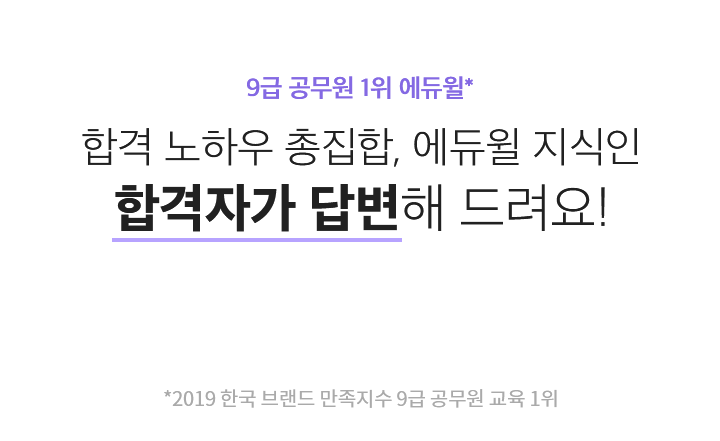 9급 공무원 1위 에듀윌*
합격 노하우 총집합, 에듀윌 지식인
합격자가 답변해 드려요!
*2019 한국 브랜드 만족지수 9급 공무원 교육 1위